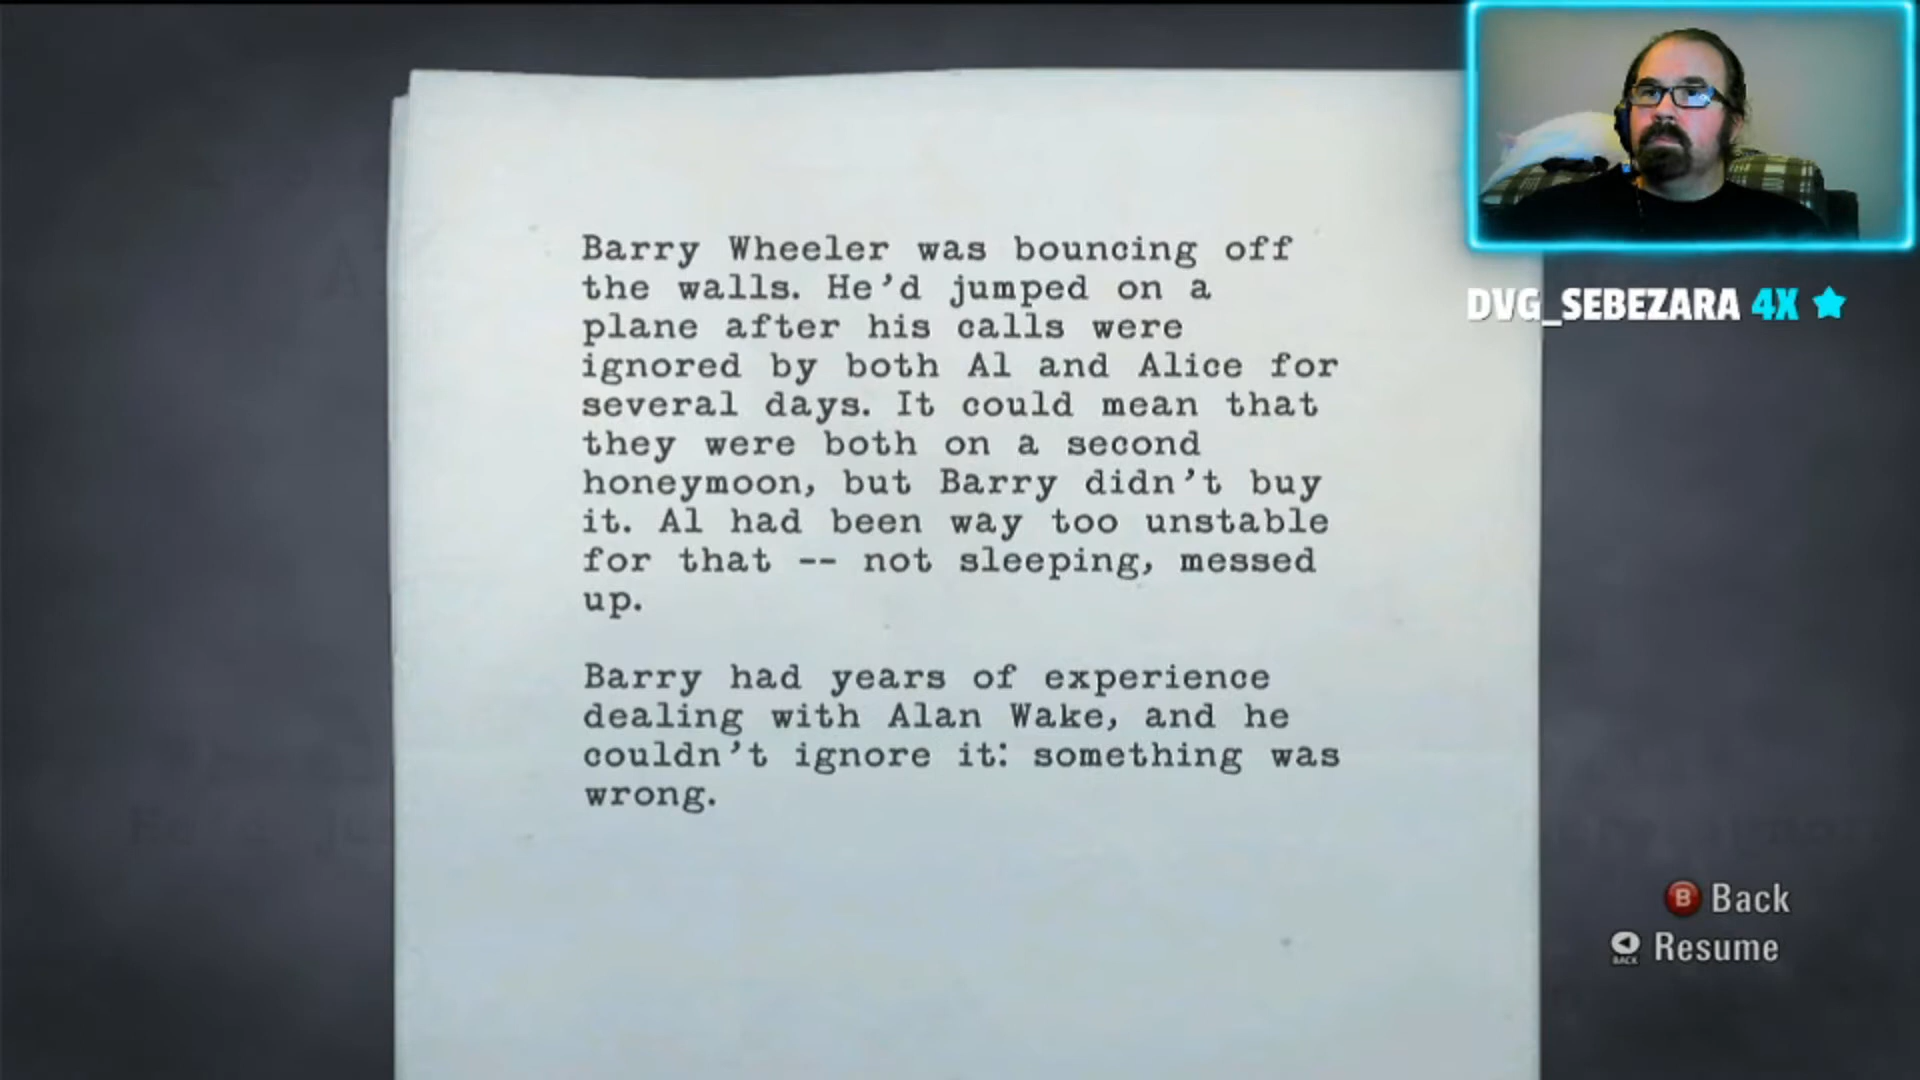 Barry Wheeler was bouncing off
the walls. He'd jumped on a
plane after his calls were
ignored by both Al and Alice for
several days. It could mean that
they were both on a second
honeymoon, but Barry didn't buy
it. Al had been way too unstable
for that -- not sleeping, messed
up.
Barry had years of experience
dealing with Alan Wake, and he
couldn't ignore it: something was
wrong.
DVG_SEBEZARA 4X
B Back
BACK Resume